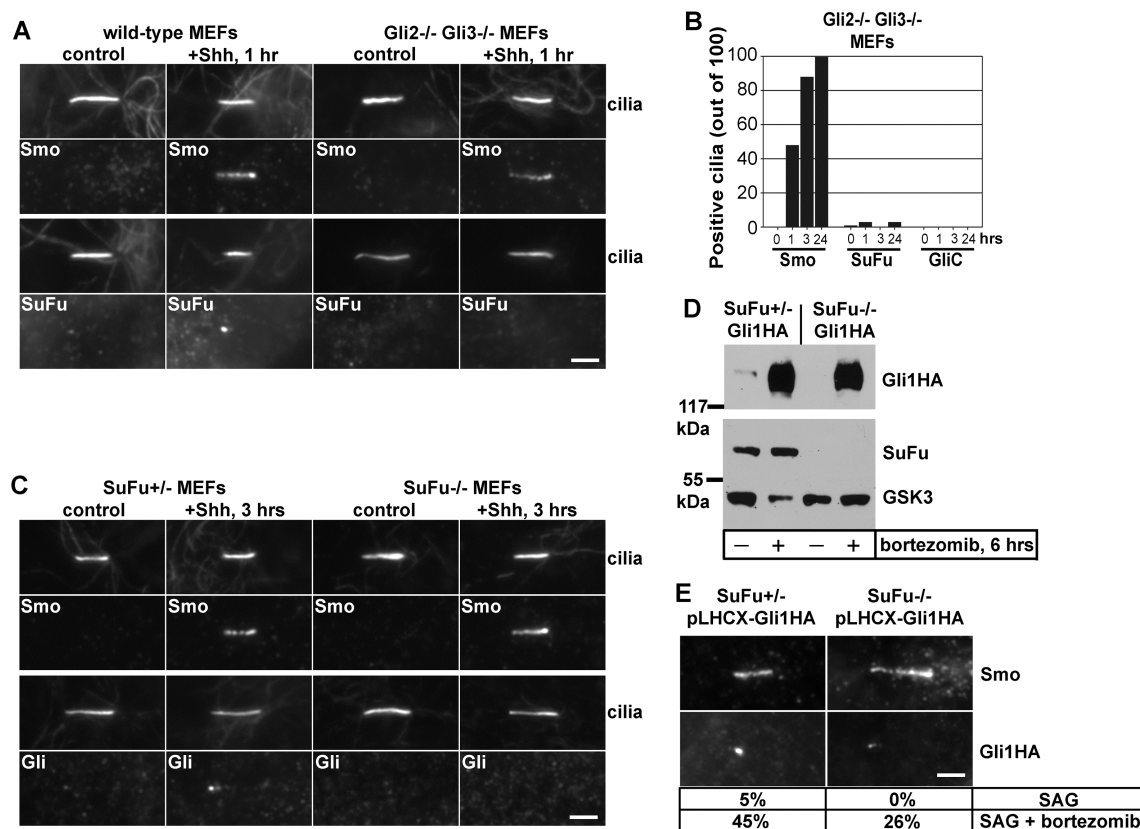 A
wild-type MEFs
Gli2-/- Gli3-/- MEFs
control
+Shh, 1 hr
control
+Shh, 1 hr
cilia
Smo
Smo
Smo
Smo
cilia
SuFu
SuFu
SuFu
SuFu
B
Gli2-/- Gli3-/-
MEFs
Positive cilia (out of 100)
100
80
60
40
20
0
0 1 3 24 0 1 3 24 0 1 3 24 hrs
Smo SuFu GliC
C
SuFu+/- MEFs
SuFu-/- MEFs
control
+Shh, 3 hrs
control
+Shh, 3 hrs
cilia
Smo
Smo
Smo
Smo
cilia
Gli
Gli
Gli
Gli
D
SuFu+/- SuFu-/-
Gli1HA Gli1HA
Gli1HA
117
kDa
SuFu
55
kDa
GSK3
– + – + bortezomib, 6 hrs
E
SuFu+/- SuFu-/-
pLHCX-Gli1HA pLHCX-Gli1HA
Smo
Gli1HA
5% 0% SAG
45% 26% SAG + bortezomib